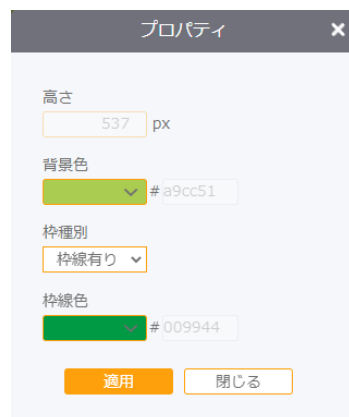 プロパティ ×
高さ
537 px
背景色
#a9cc51
枠種別
枠線有り
枠線色
#009944
適用 閉じる